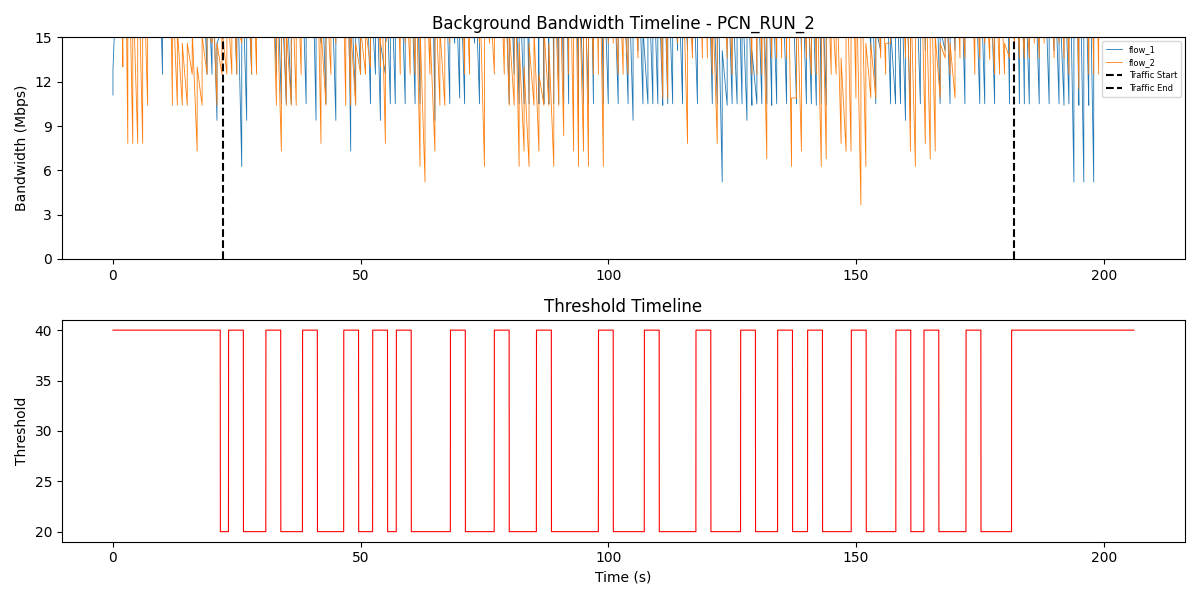 Background Bandwidth Timeline - PCN_RUN_2
Bandwidth (Mbps)
15
12
9
6
3
0
flow_1
flow_2
Traffic Start
Traffic End
0 50 100 150 200
Threshold Timeline
Threshold
40
35
30
25
20
0 50 100 150 200
Time (s)